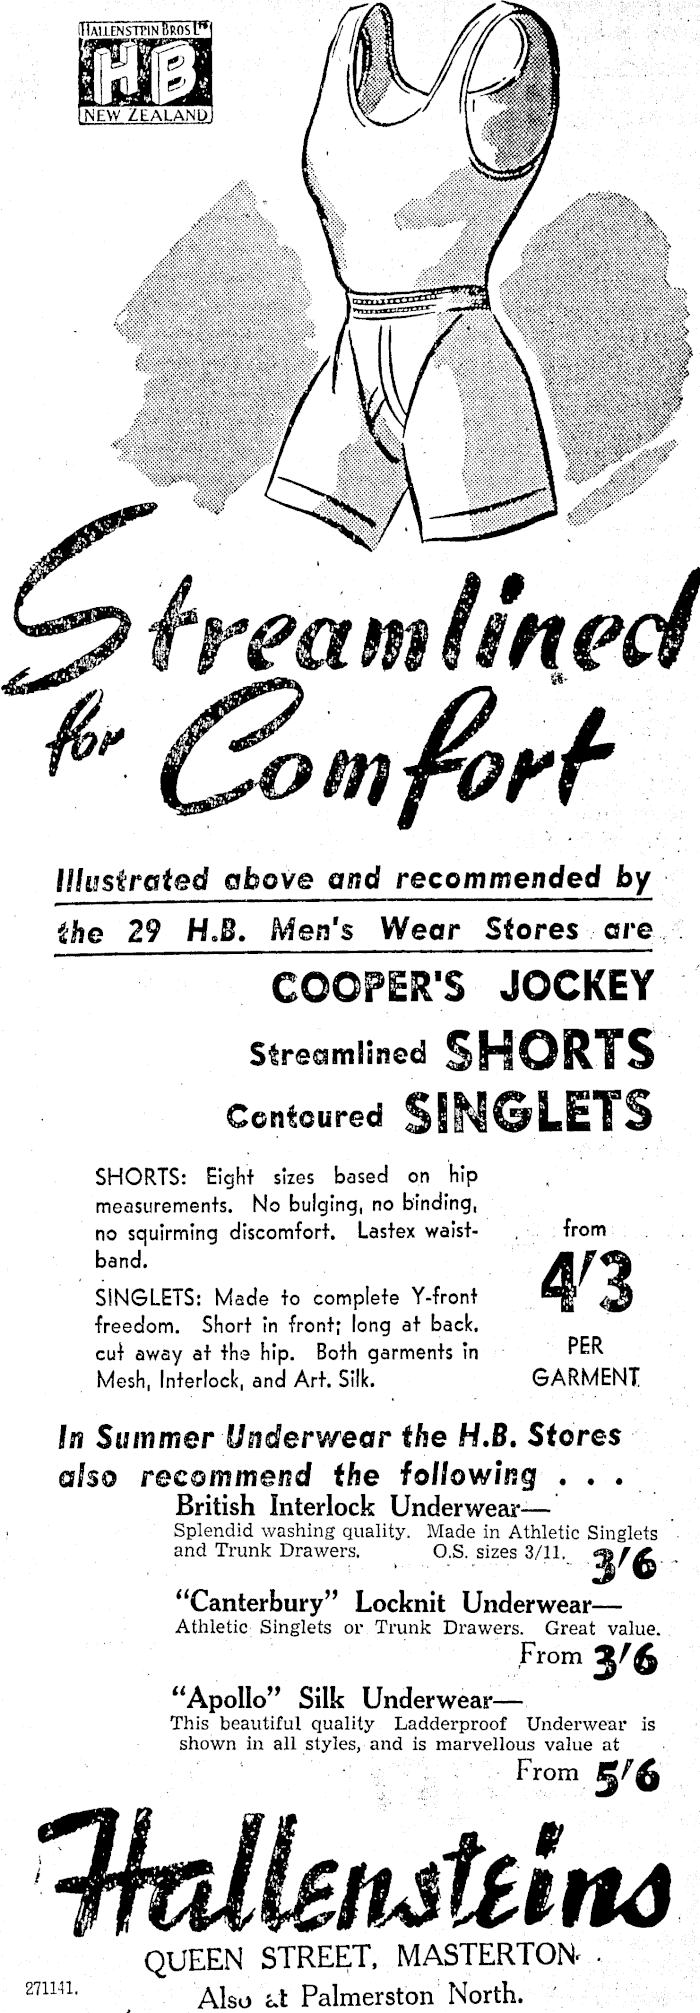 HALLENSTEIN BROS LTD
HB
NEW ZEALAND
Streamlined
for Comfort
Illustrated above and recommended by
the 29 H.B. Men's Wear Stores are
COOPER'S JOCKEY
Streamlined SHORTS
Contoured SINGLETS
SHORTS: Eight sizes based on hip
measurements. No bulging, no binding,
no squirming discomfort. Lastex waist-
band.
SINGLETS: Made to complete Y-front
freedom. Short in front; long at back,
cut away at the hip. Both garments in
Mesh, Interlock, and Art. Silk.
from
4'3
PER
GARMENT
In Summer Underwear the H.B. Stores
also recommend the following . . .
British Interlock Underwear—
Splendid washing quality. Made in Athletic Singlets
and Trunk Drawers. O.S. sizes 3/11. 3'6
"Canterbury" Locknit Underwear—
Athletic Singlets or Trunk Drawers. Great value.
From 3'6
"Apollo" Silk Underwear—
This beautiful quality Ladderproof Underwear is
shown in all styles, and is marvellous value at
From 5'6
Hallensteins
QUEEN STREET, MASTERTON.
271141.
Also at Palmerston North.